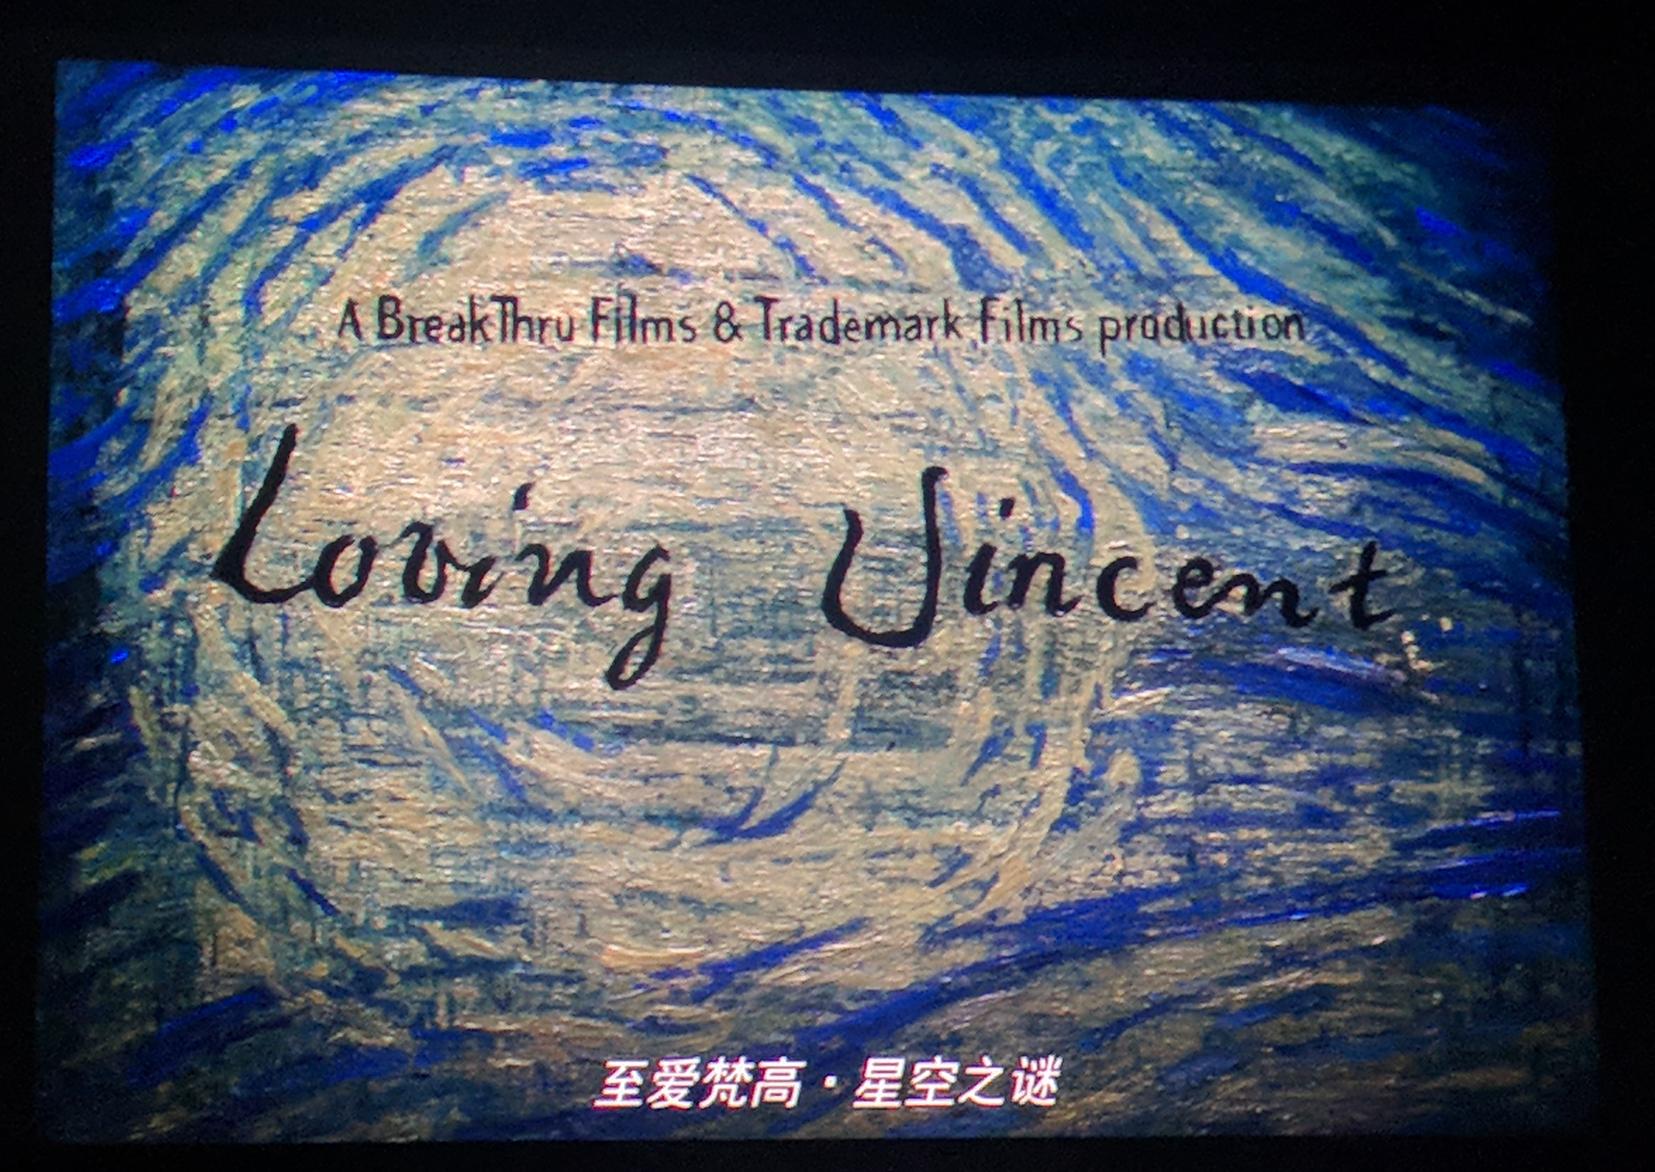 A BreakThru Films & Trademark Films production
Loving Vincent
至爱梵高·星空之谜